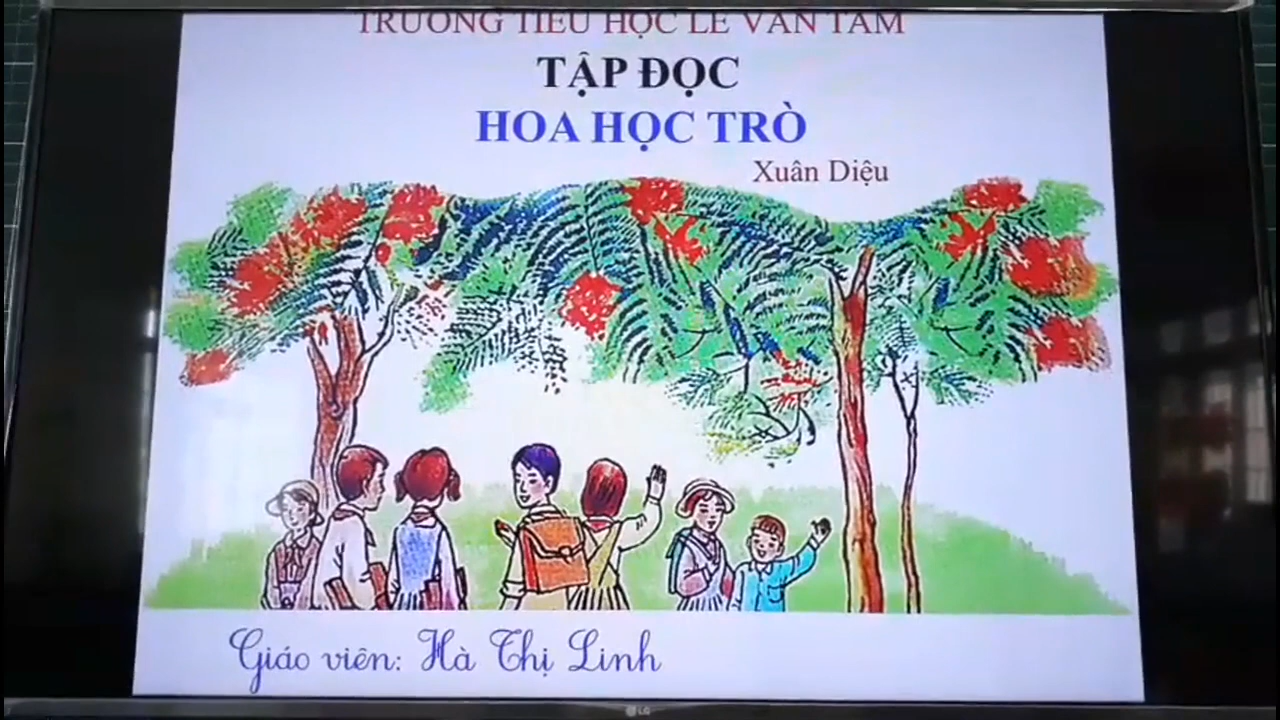 TRƯỜNG TIỂU HỌC LÊ VĂN TÁM
TẬP ĐỌC
HOA HỌC TRÒ
Xuân Diệu
Giáo viên: Hà Thị Linh
LG